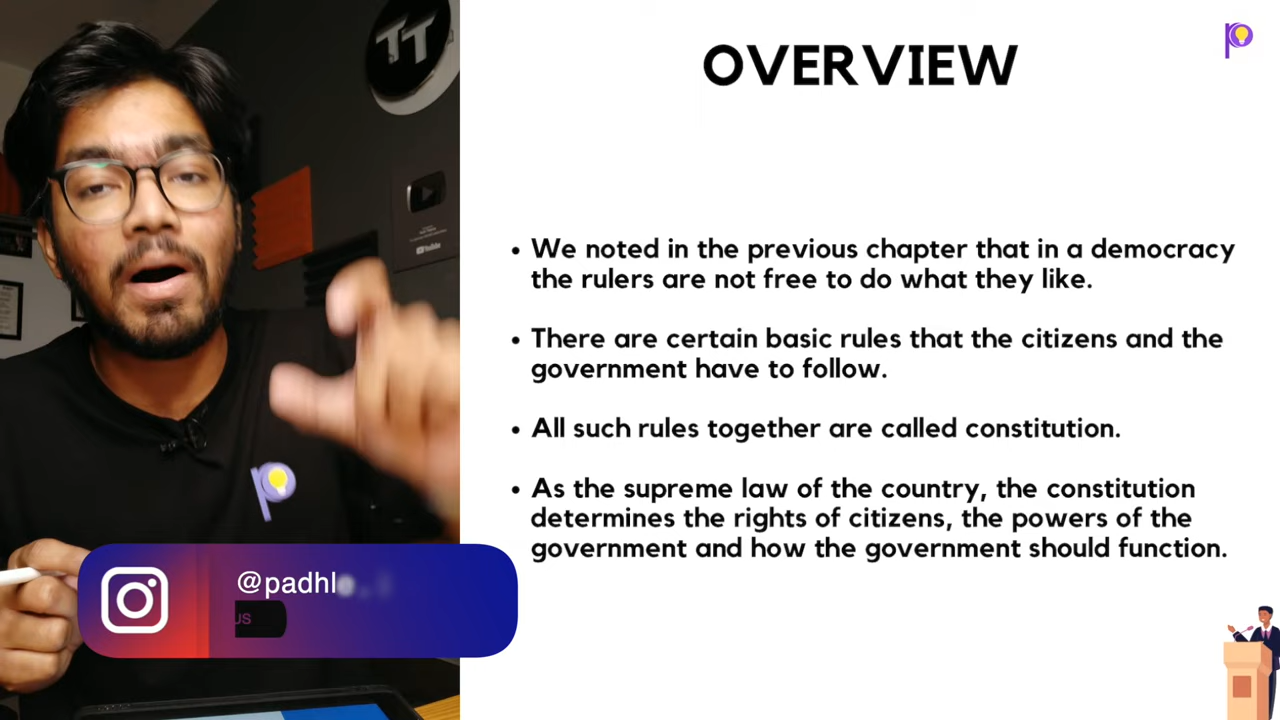 OVERVIEW
• We noted in the previous chapter that in a democracy
the rulers are not free to do what they like.
• There are certain basic rules that the citizens and the
government have to follow.
• All such rules together are called constitution.
• As the supreme law of the country, the constitution
determines the rights of citizens, the powers of the
government and how the government should function.
TT
YouTube
@padhl
US